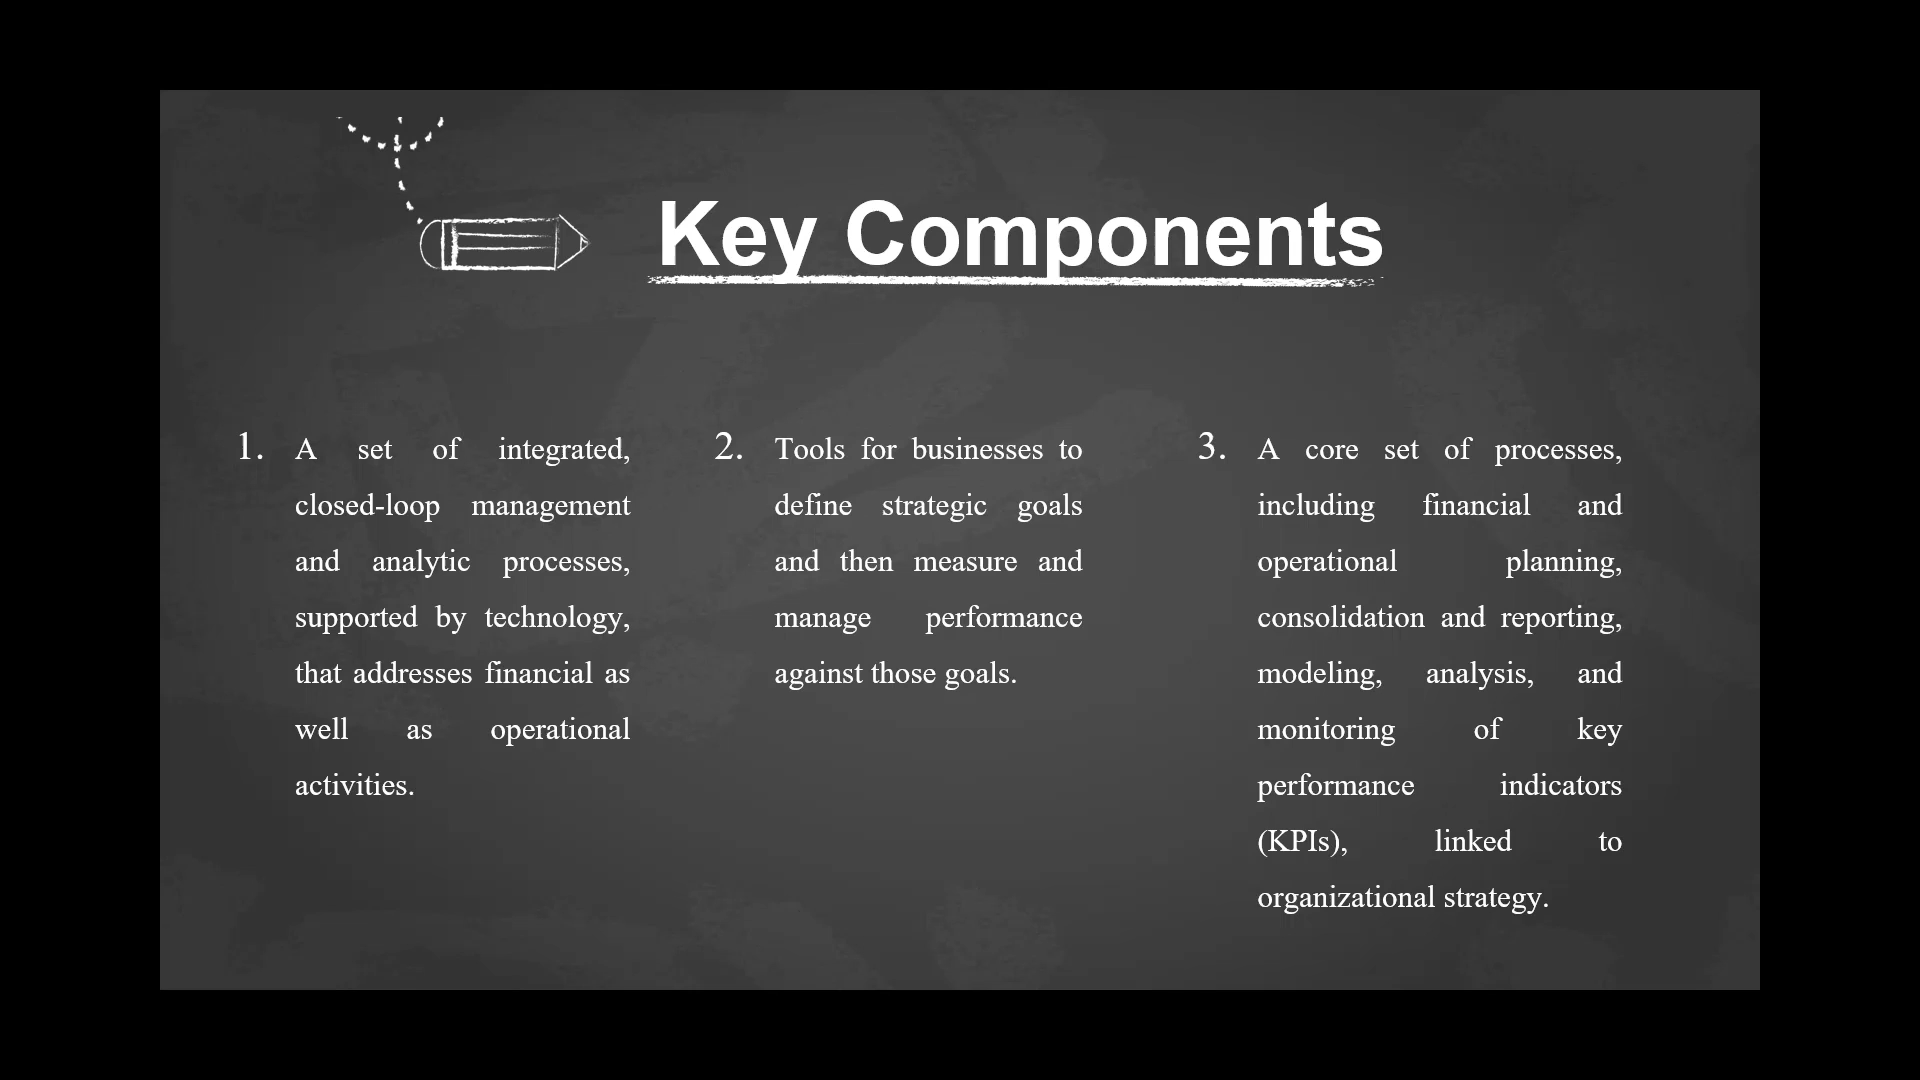 Key Components
1. A set of integrated,
closed-loop management
and analytic processes,
supported by technology,
that addresses financial as
well as operational
activities.
2. Tools for businesses to
define strategic goals
and then measure and
manage performance
against those goals.
3. A core set of processes,
including financial and
operational planning,
consolidation and reporting,
modeling, analysis, and
monitoring of key
performance indicators
(KPIs), linked to
organizational strategy.